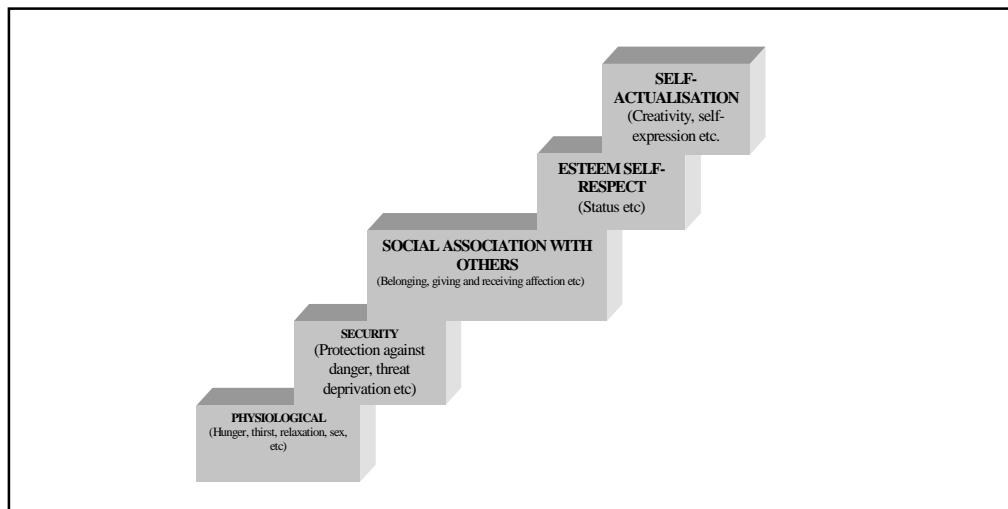 SELF-
ACTUALISATION
(Creativity, self-
expression etc.
ESTEEM SELF-
RESPECT
(Status etc)
SOCIAL ASSOCIATION WITH
OTHERS
(Belonging, giving and receiving affection etc)
SECURITY
(Protection against
danger, threat
deprivation etc)
PHYSIOLOGICAL
(Hunger, thirst, relaxation, sex,
etc)